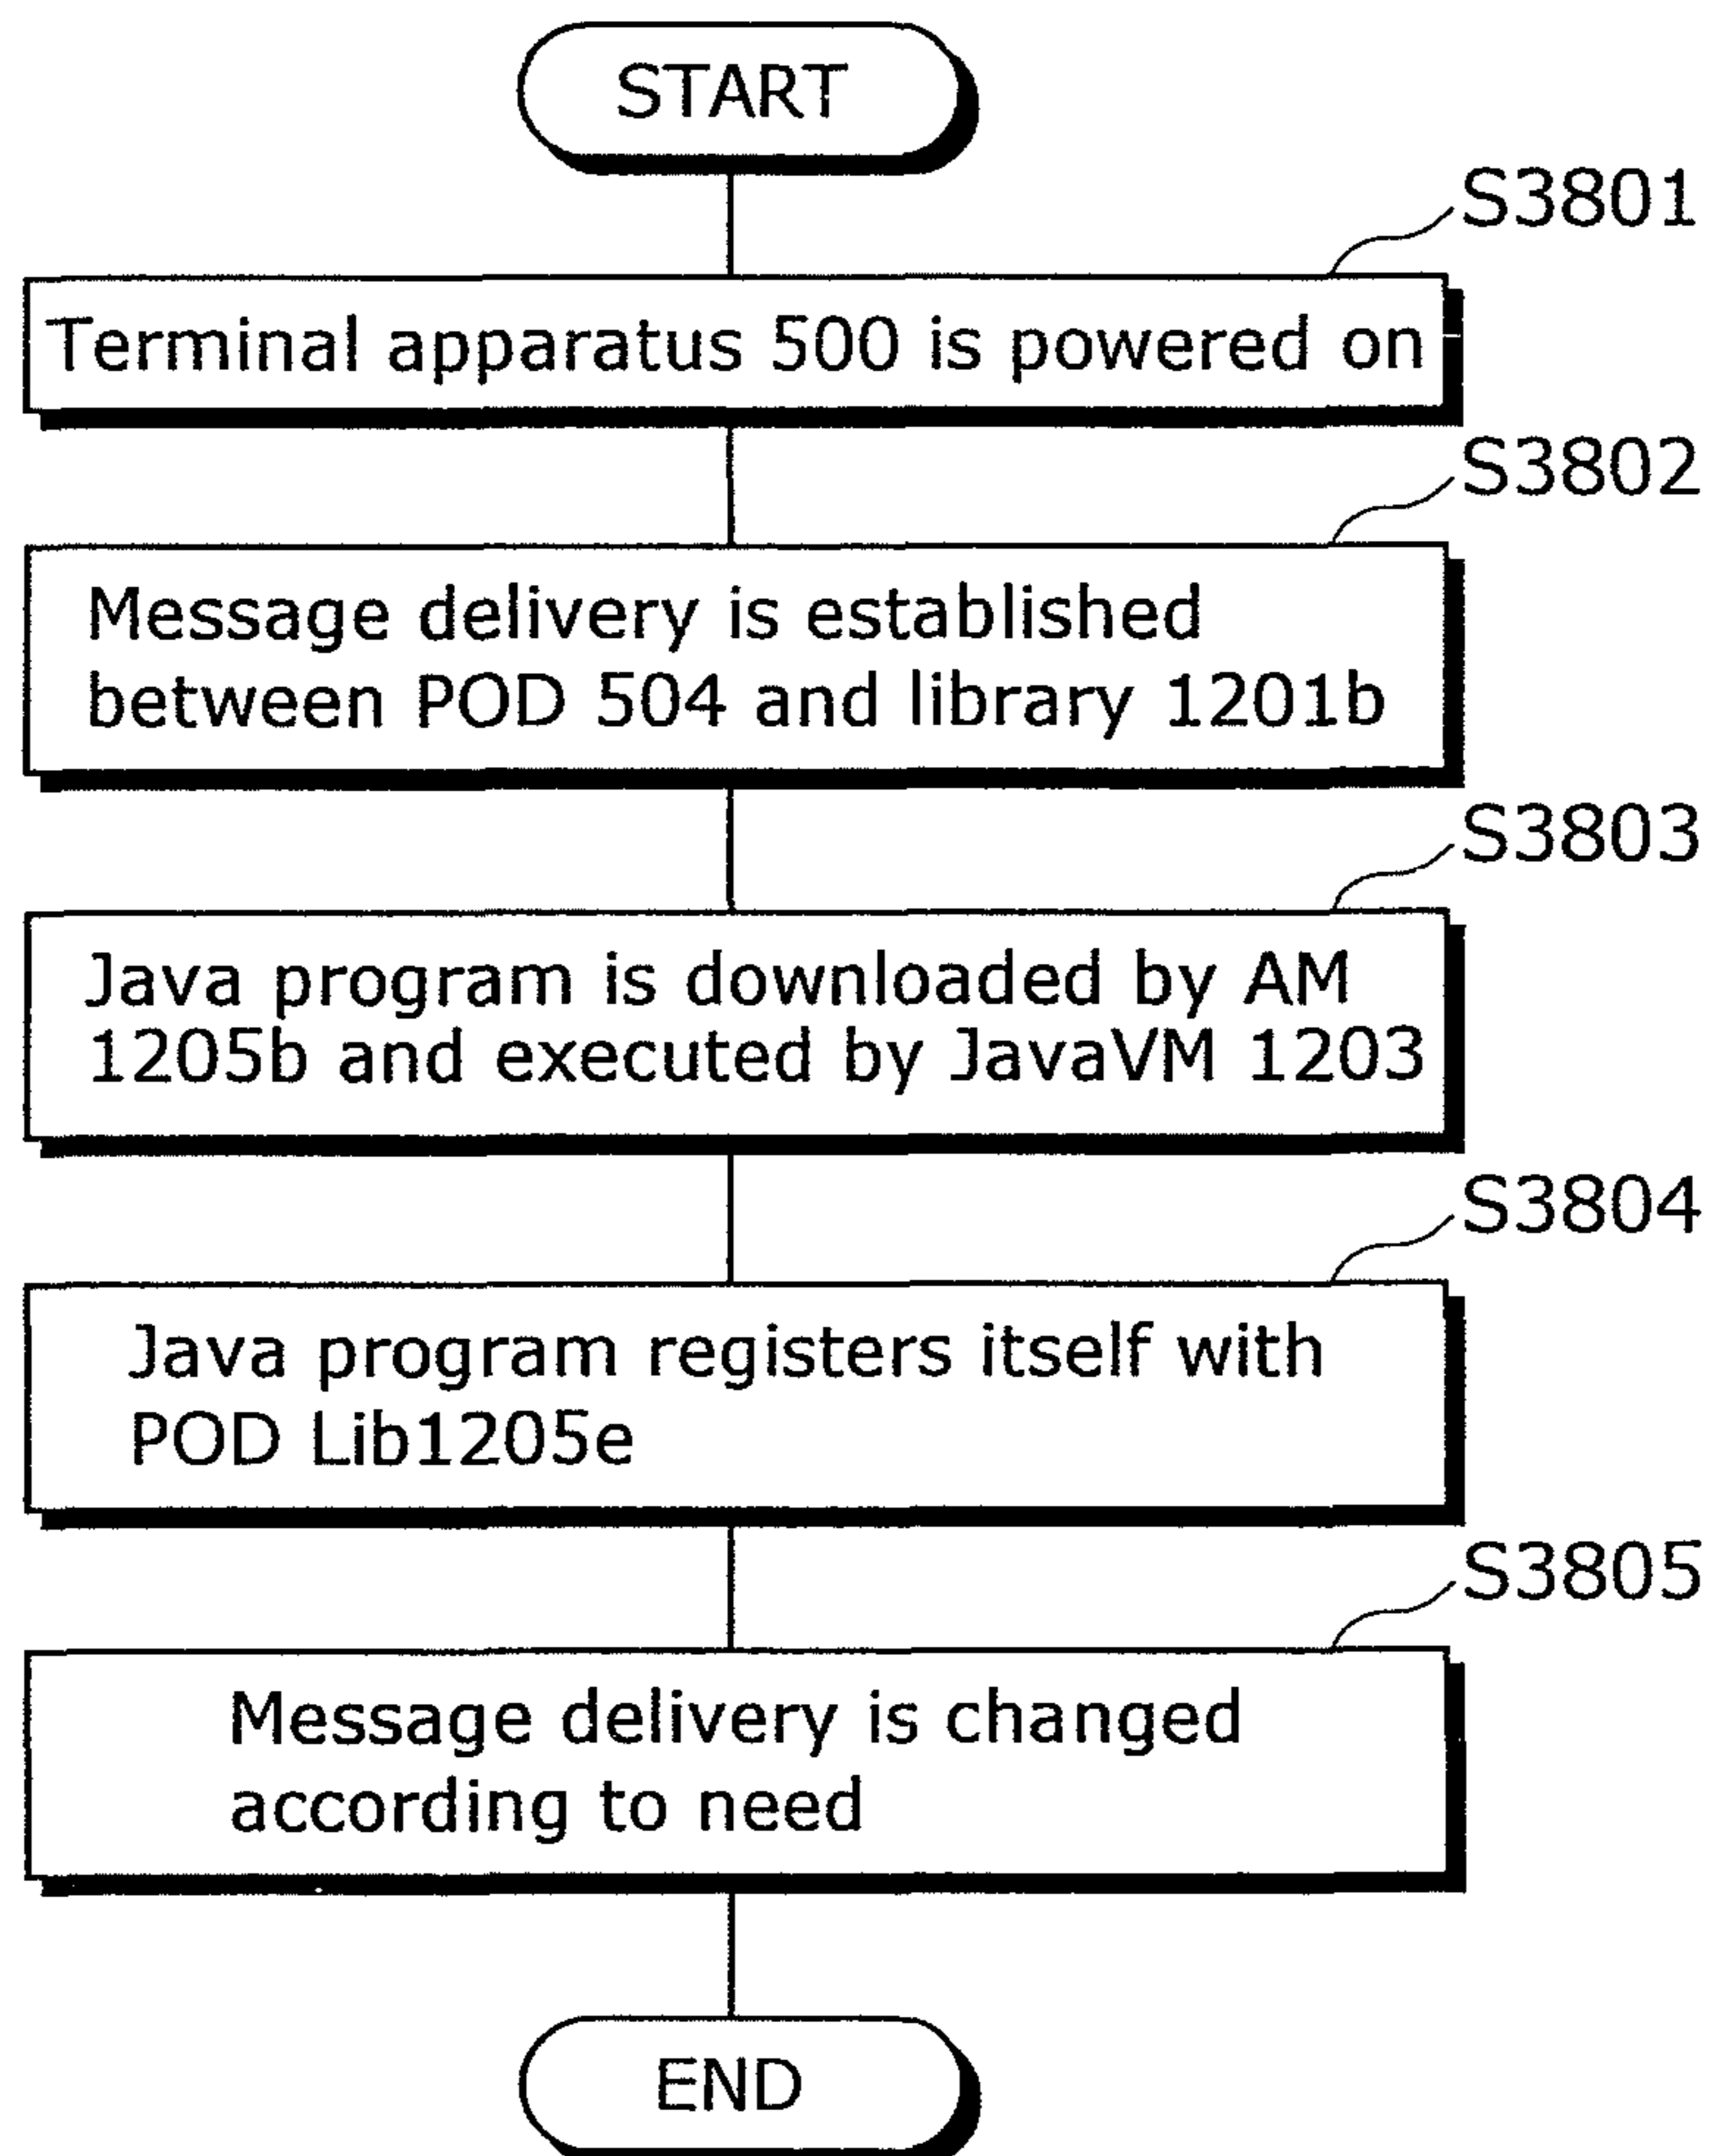 START
S3801
Terminal apparatus 500 is powered on
S3802
Message delivery is established
between POD 504 and library 1201b
S3803
Java program is downloaded by AM
1205b and executed by JavaVM 1203
S3804
Java program registers itself with
POD Lib1205e
S3805
Message delivery is changed
according to need
END